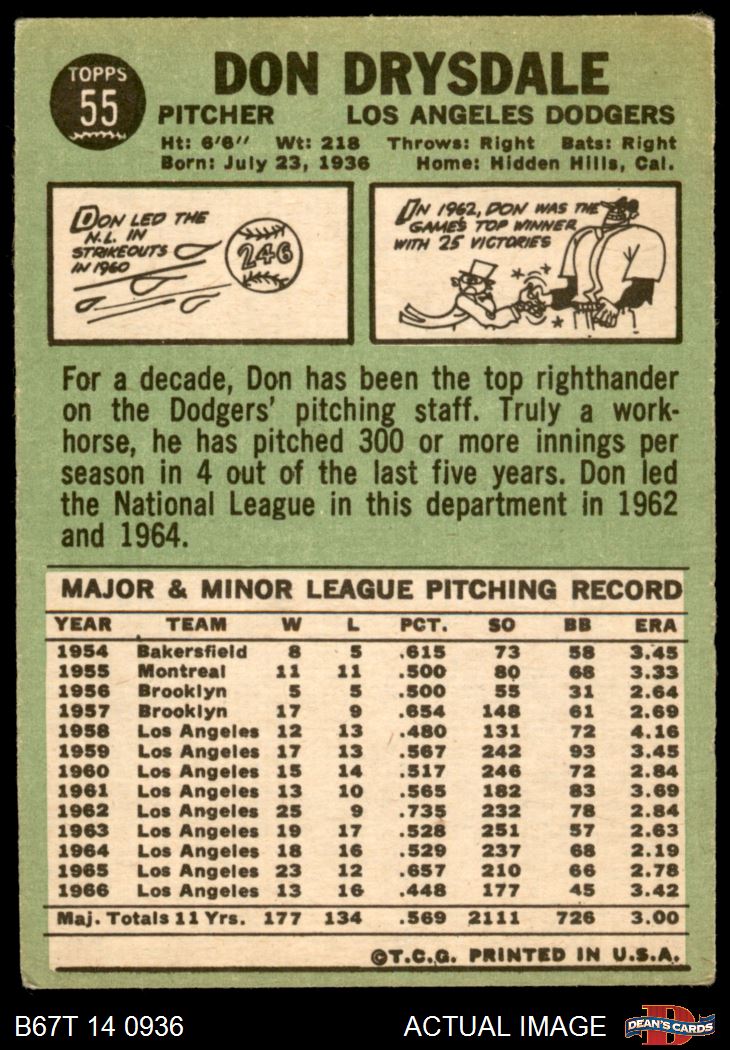 TOPPS
55
DON DRYSDALE
PITCHER LOS ANGELES DODGERS
Ht: 6'6" Wt: 218 Throws: Right Bats: Right
Born: July 23, 1936 Home: Hidden Hills, Cal.
DON LED THE
N.L. IN
STRIKEOUTS
IN 1960
246
IN 1962, DON WAS THE
GAME'S TOP WINNER
WITH 25 VICTORIES
For a decade, Don has been the top righthander
on the Dodgers' pitching staff. Truly a work-
horse, he has pitched 300 or more innings per
season in 4 out of the last five years. Don led
the National League in this department in 1962
and 1964.
MAJOR & MINOR LEAGUE PITCHING RECORD
YEAR TEAM W L PCT. SO BB ERA
1954 Bakersfield 8 5 .615 73 58 3.45
1955 Montreal 11 11 .500 80 68 3.33
1956 Brooklyn 5 5 .500 55 31 2.64
1957 Brooklyn 17 9 .654 148 61 2.69
1958 Los Angeles 12 13 .480 131 72 4.16
1959 Los Angeles 17 13 .567 242 93 3.45
1960 Los Angeles 15 14 .517 246 72 2.84
1961 Los Angeles 13 10 .565 182 83 3.69
1962 Los Angeles 25 9 .735 232 78 2.84
1963 Los Angeles 19 17 .528 251 57 2.63
1964 Los Angeles 18 16 .529 237 68 2.19
1965 Los Angeles 23 12 .657 210 66 2.78
1966 Los Angeles 13 16 .448 177 45 3.42
Maj. Totals 11 Yrs. 177 134 .569 2111 726 3.00
©T.C.G. PRINTED IN U.S.A.
B67T 14 0936 ACTUAL IMAGE
D
DEAN'S CARDS